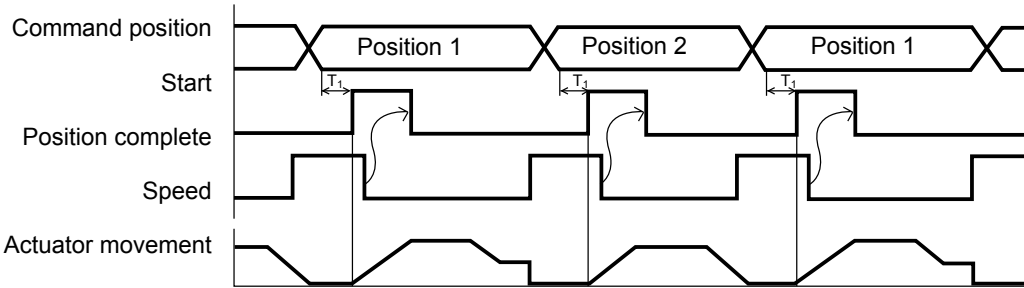 Command position
Position 1
Position 2
Position 1
Start
T1
T1
T1
Position complete
Speed
Actuator movement